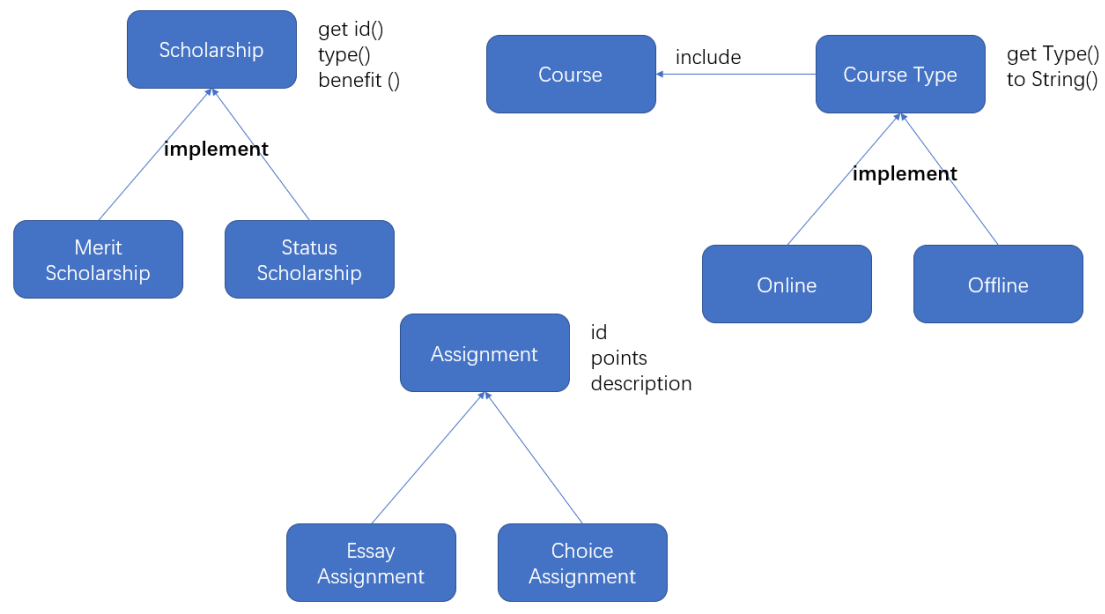 Scholarship
get id()
type()
benefit ()
implement
Merit
Scholarship
Status
Scholarship
Course
include
Course Type
get Type()
to String()
implement
Online
Offline
Assignment
id
points
description
Essay
Assignment
Choice
Assignment